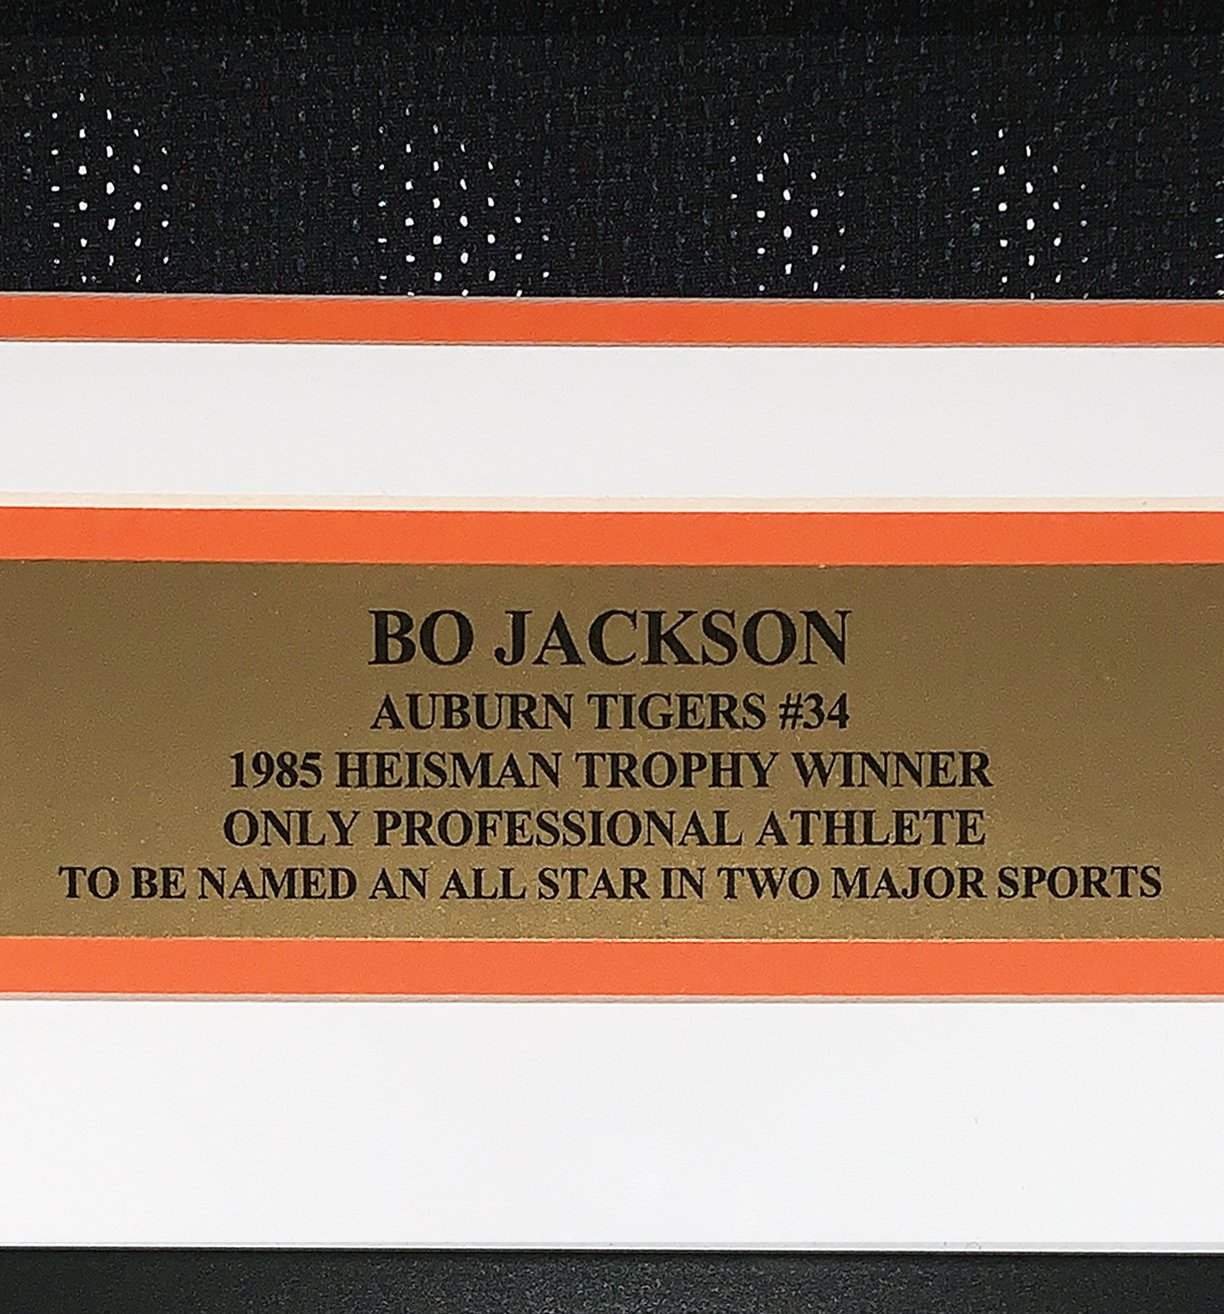 BO JACKSON
AUBURN TIGERS #34
1985 HEISMAN TROPHY WINNER
ONLY PROFESSIONAL ATHLETE
TO BE NAMED AN ALL STAR IN TWO MAJOR SPORTS